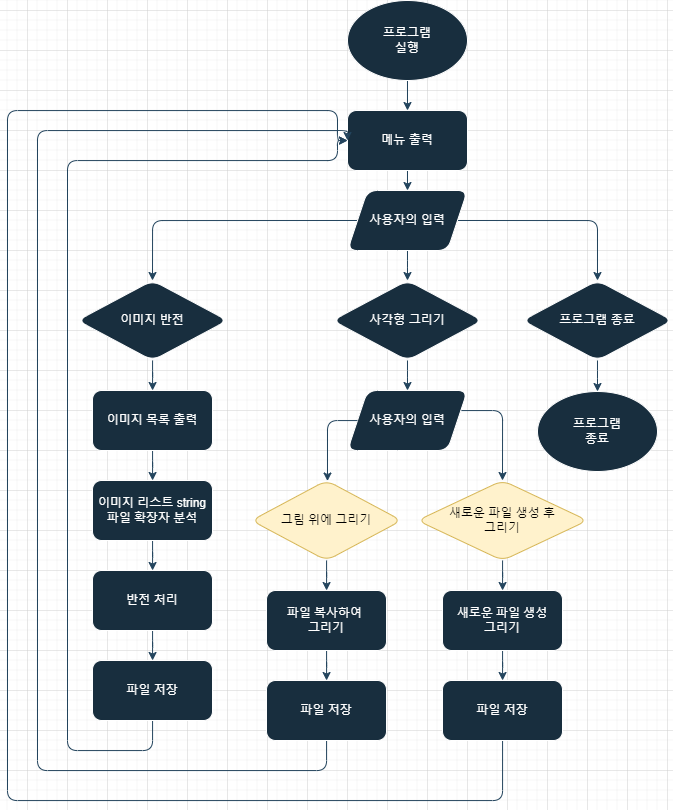 프로그램
실행
메뉴 출력
사용자의 입력
이미지 반전
사각형 그리기
프로그램 종료
이미지 목록 출력
사용자의 입력
프로그램
종료
이미지 리스트 string
파일 확장자 분석
그림 위에 그리기
새로운 파일 생성 후
그리기
반전 처리
파일 복사하여
그리기
새로운 파일 생성
그리기
파일 저장
파일 저장
파일 저장